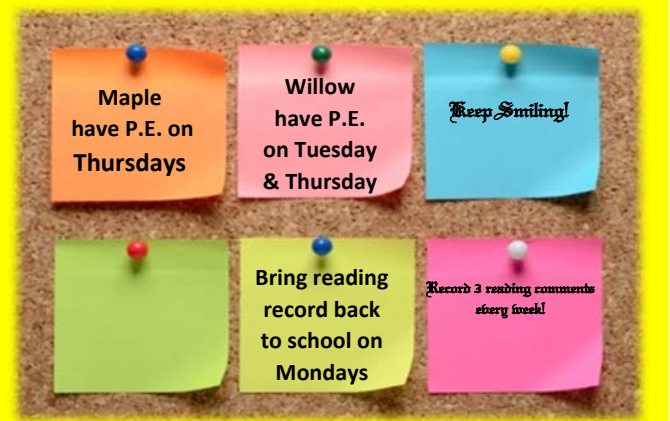 Maple
have P.E. on
Thursdays
Willow
have P.E.
on Tuesday
& Thursday
Keep Smiling!
Bring reading
record back
to school on
Mondays
Record 3 reading comments
every week!